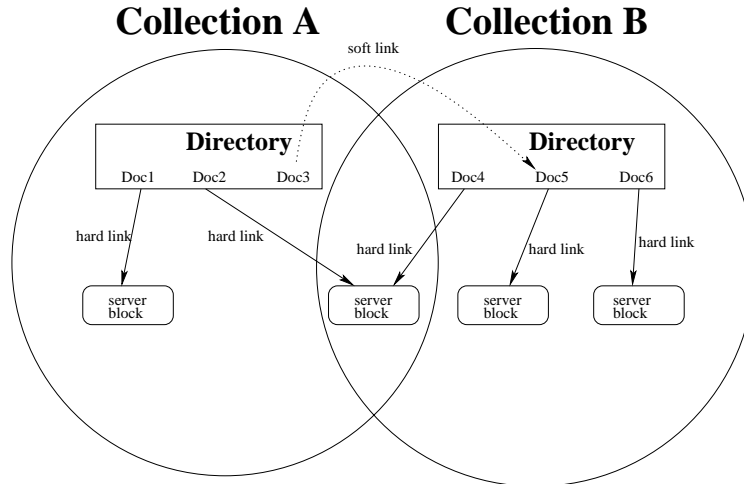 Collection A
Collection B
soft link
Directory
Directory
Doc1
Doc2
Doc3
Doc4
Doc5
Doc6
hard link
hard link
hard link
hard link
hard link
server
block
server
block
server
block
server
block